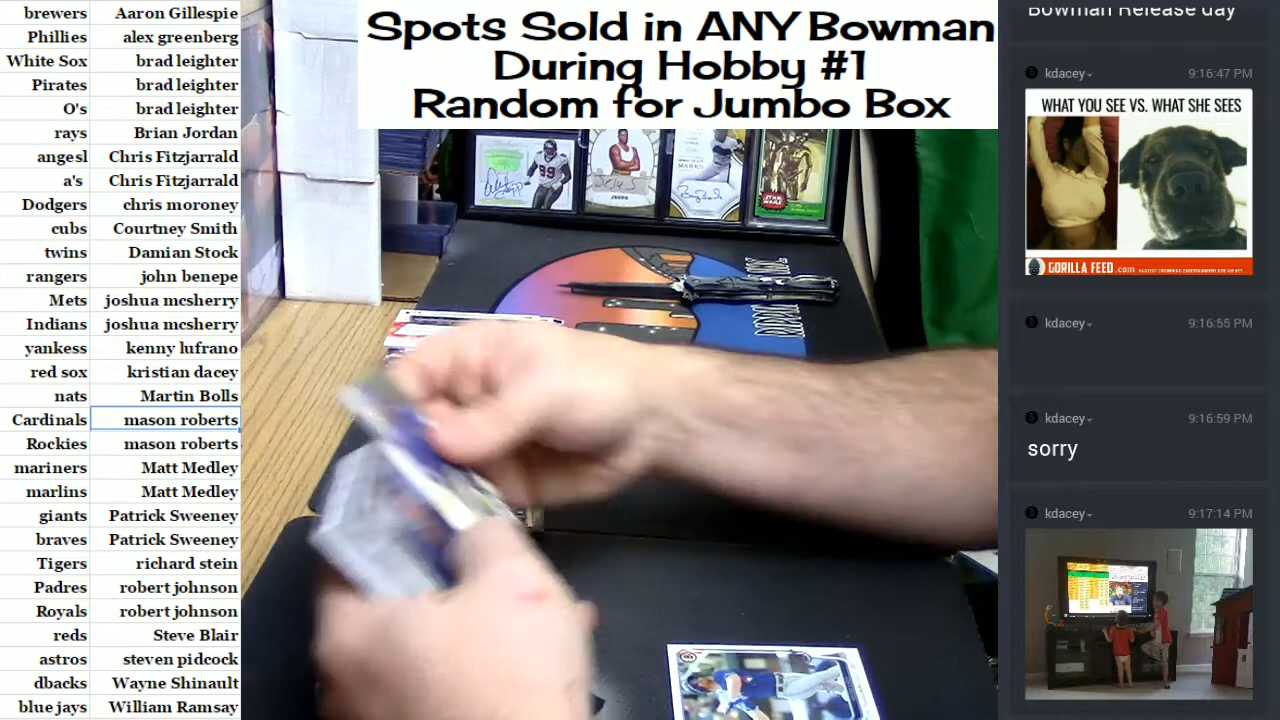 brewers Aaron Gillespie
Phillies alex greenberg
White Sox brad leighter
Pirates brad leighter
O's brad leighter
rays Brian Jordan
angesl Chris Fitzjarrald
a's Chris Fitzjarrald
Dodgers chris moroney
cubs Courtney Smith
twins Damian Stock
rangers john benepe
Mets joshua mcsherry
Indians joshua mcsherry
yankess kenny lufrano
red sox kristian dacey
nats Martin Bolls
Cardinals mason roberts
Rockies mason roberts
mariners Matt Medley
marlins Matt Medley
giants Patrick Sweeney
braves Patrick Sweeney
Tigers richard stein
Padres robert johnson
Royals robert johnson
reds Steve Blair
astros steven pidcock
dbacks Wayne Shinault
blue jays William Ramsay
Spots Sold in ANY Bowman
During Hobby #1
Random for Jumbo Box
99
MARKS
STAR
WARS
Bowman Release day
kdacey 9:16:47 PM
WHAT YOU SEE VS. WHAT SHE SEES
GORILLA FEED.com
kdacey 9:16:55 PM
kdacey 9:16:59 PM
sorry
kdacey 9:17:14 PM